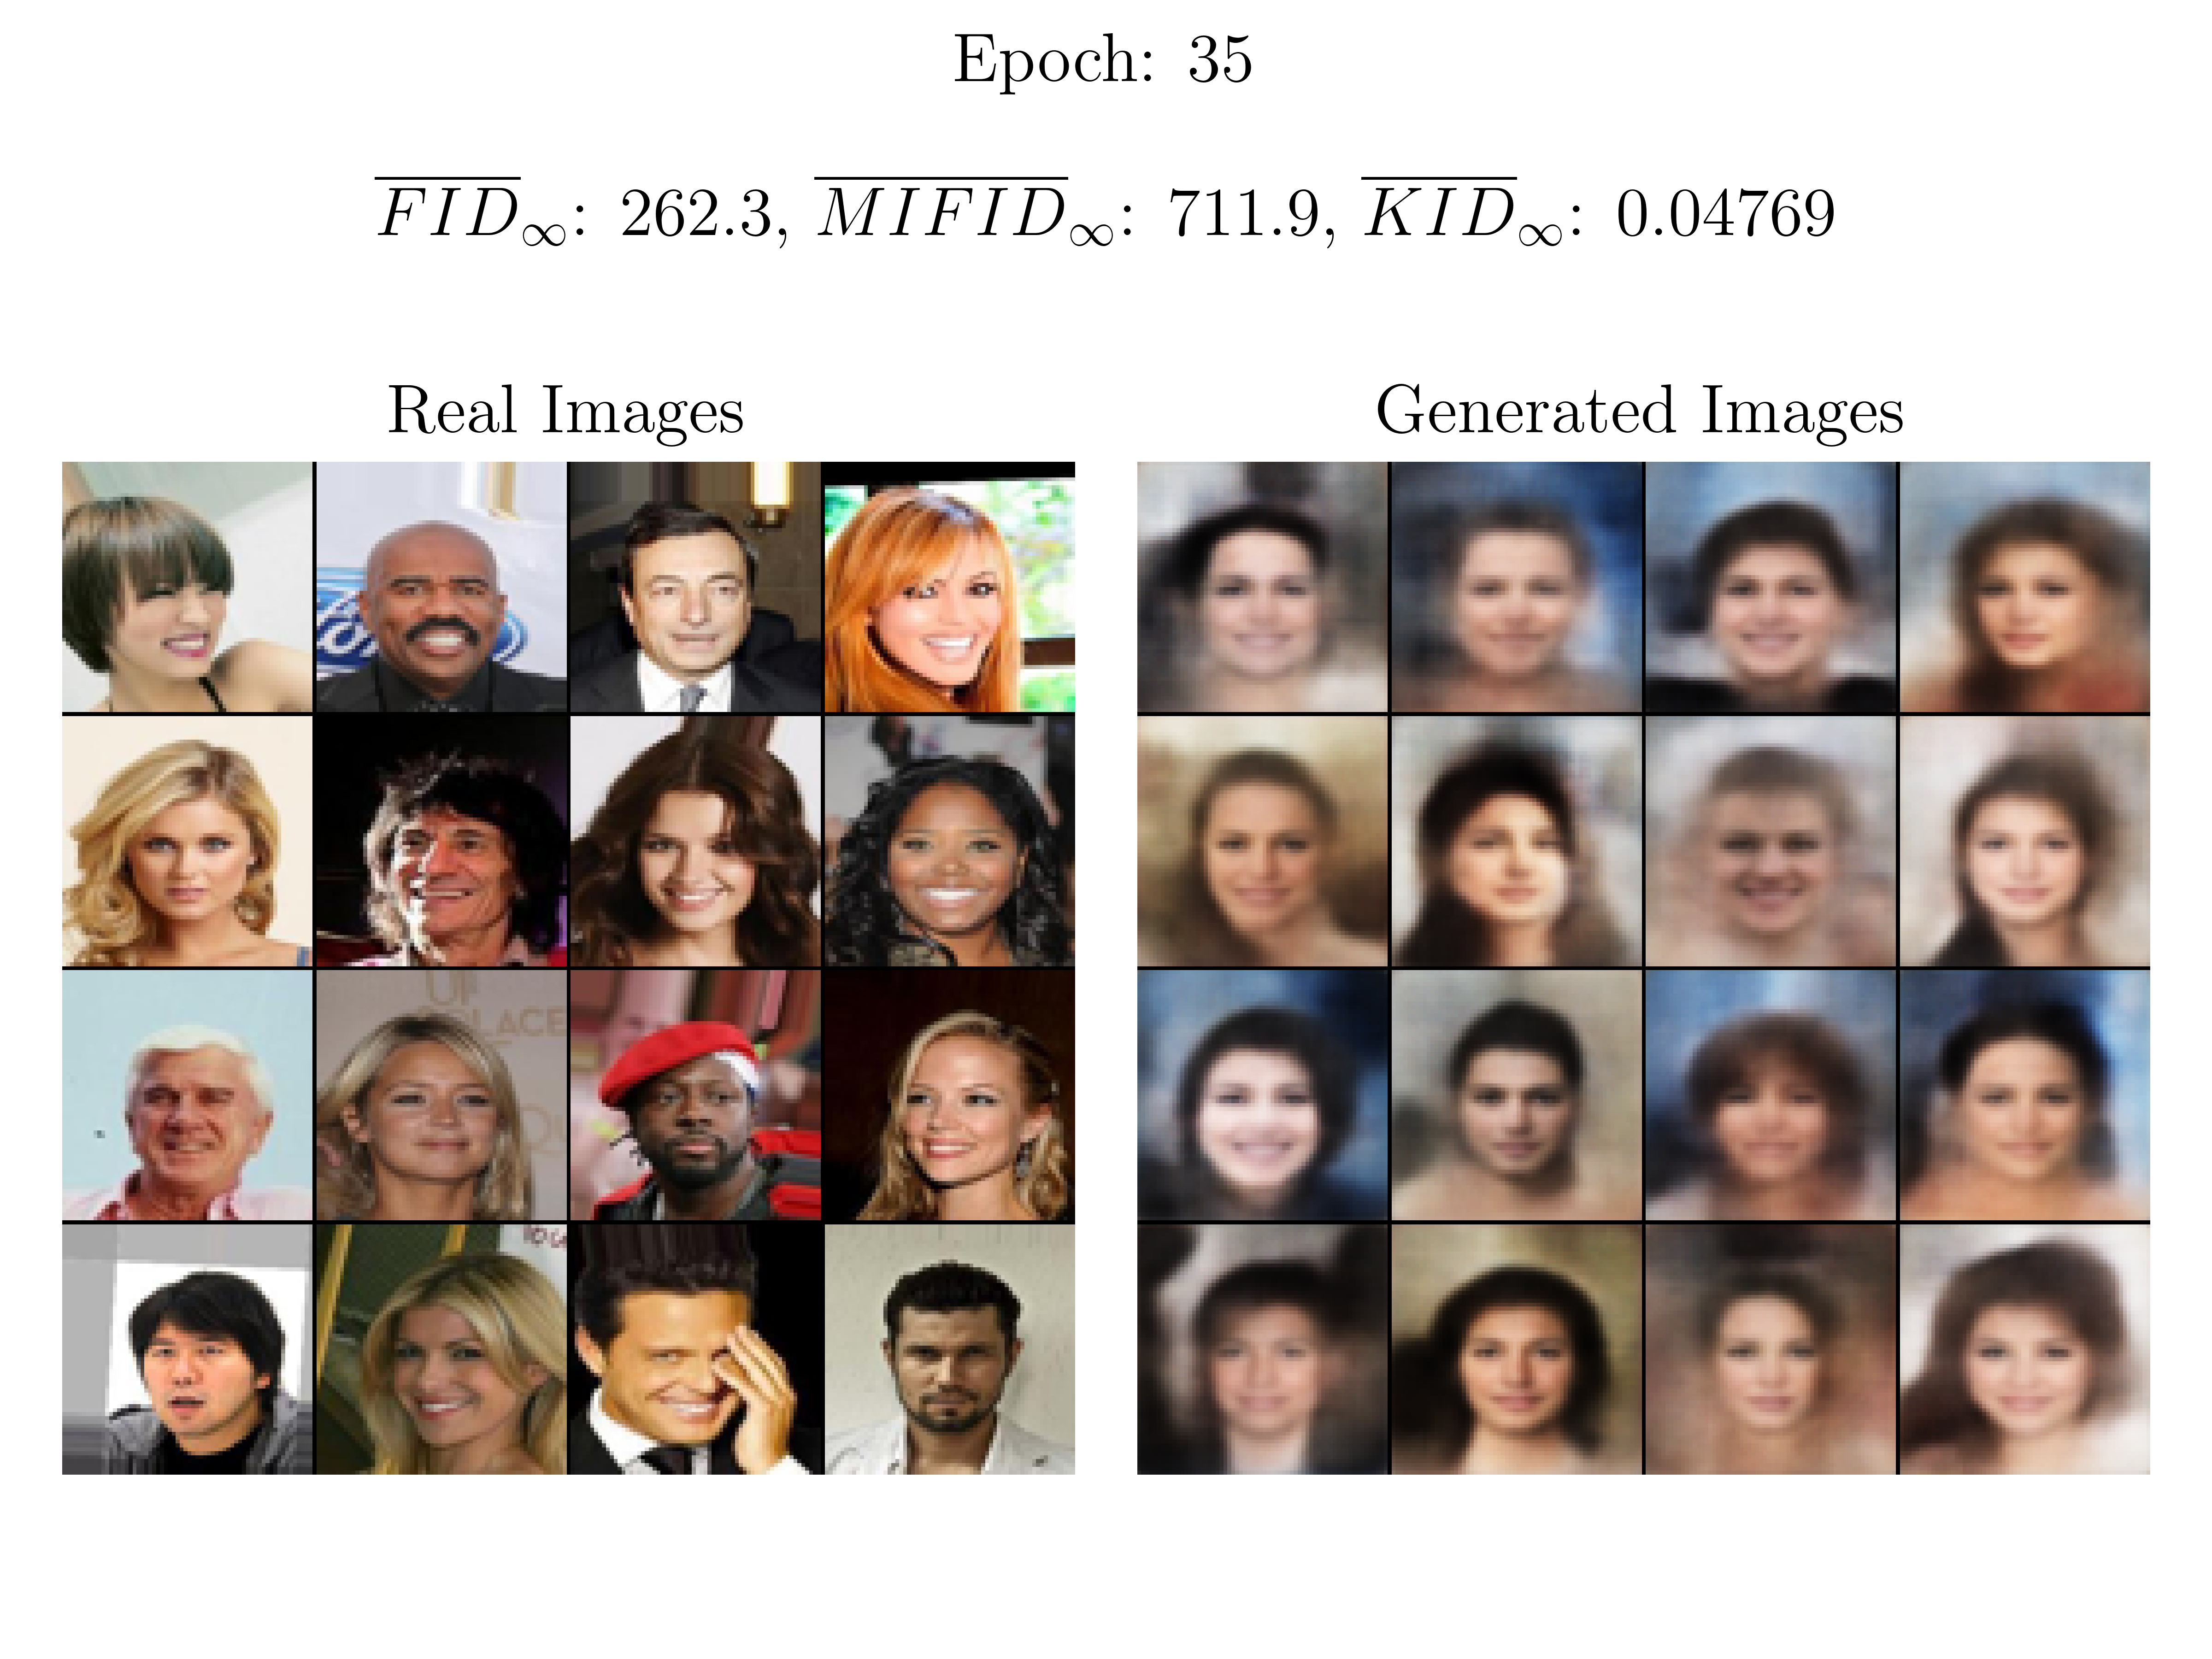 Epoch: 35
FID∞: 262.3, MIFID∞: 711.9, KID∞: 0.04769
Real Images
Generated Images